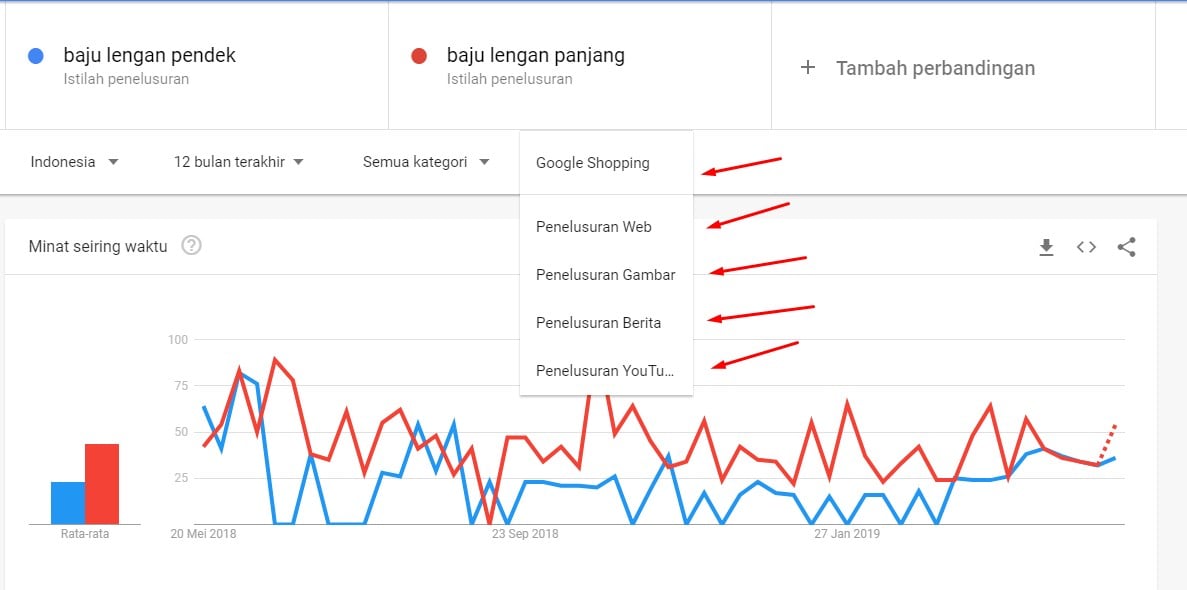 baju lengan pendek
Istilah penelusuran
baju lengan panjang
Istilah penelusuran
+ Tambah perbandingan
Indonesia
12 bulan terakhir
Semua kategori
Google Shopping
Penelusuran Web
Penelusuran Gambar
Penelusuran Berita
Penelusuran YouTu...
Minat seiring waktu
?
100
75
50
25
Rata-rata
20 Mei 2018
23 Sep 2018
27 Jan 2019